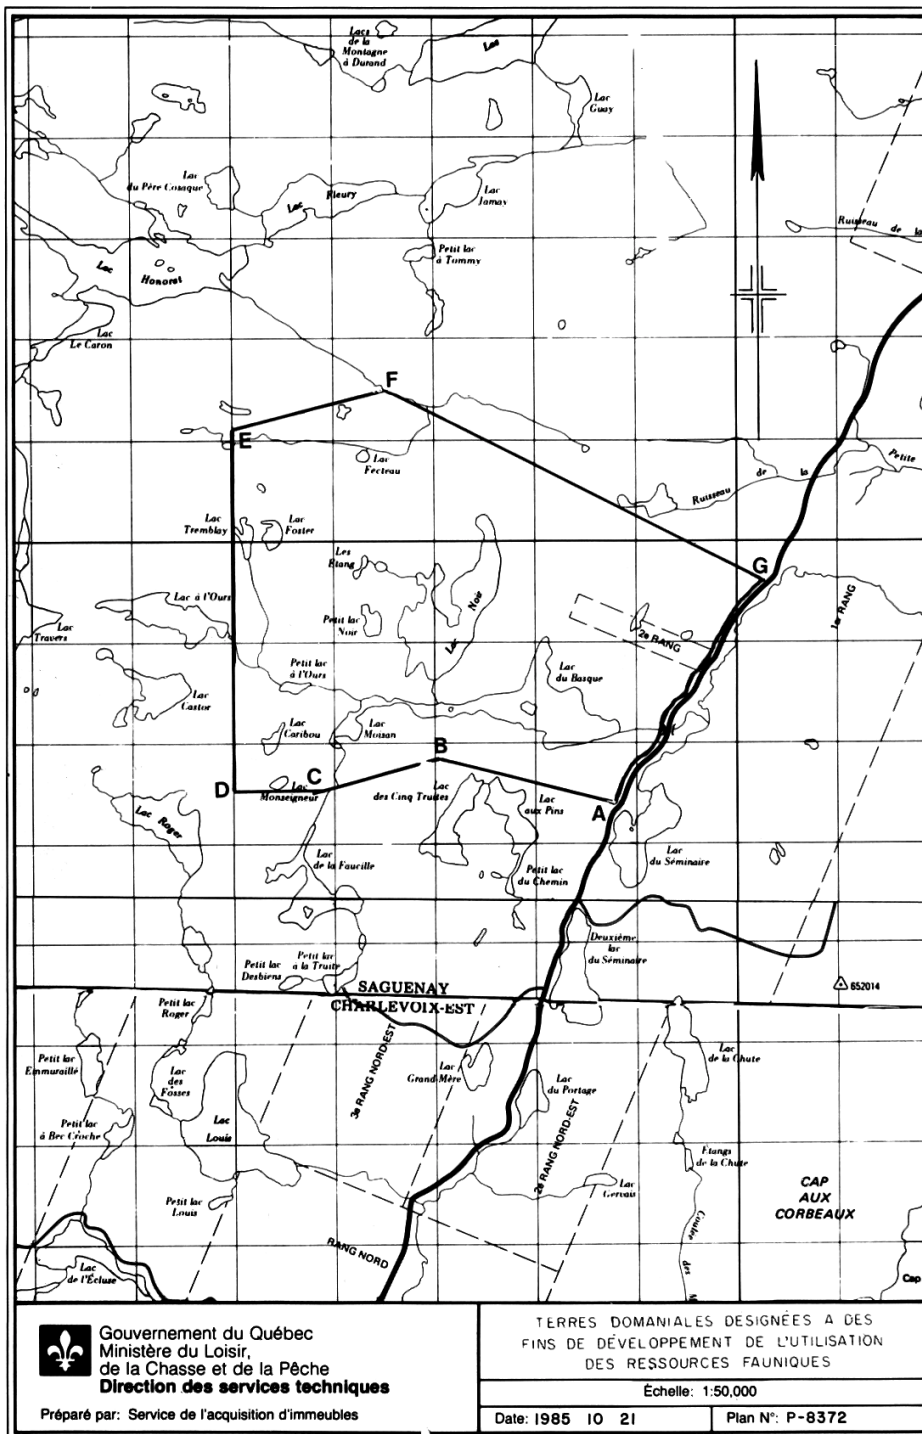 Lacs
de la
Montagne
à Durand
Lac
Lac
Guay
Lac
du Père Cosaque
Lac Fleury
Lac
Jamay
Ruisseau de la
Petit lac
à Tommy
Lac
Honorat
Lac
Le Caron
F
E
Lac
Fecteau
Petite
Ruisseau de la
Lac
Tremblay
Lac
Foster
Les
Étang
G
Lac à l'Ours
Petit lac
Noir
Lac Noir
1er RANG
2e RANG
Lac
Travers
Petit lac
à l'Ours
Lac
du Basque
Lac
Castor
Lac
Caribou
Lac
Moisan
B
D
C
Lac
Monseigneur
Lac
des Cinq Truites
Lac
aux Pins
A
Lac Roger
Lac
de la Faucille
Petit lac
du Chemin
Lac
du Séminaire
Deuxième
lac
du Séminaire
Petit lac
Desbiens
Petit lac
à la Truite
SAGUENAY
CHARLEVOIX-EST
652014
Petit lac
Roger
3e RANG NORD-EST
Petit lac
Emmuraillé
Lac
des
Fosses
Lac
Grand-Mère
Lac
du Portage
Lac
de la Chute
Petit lac
à Bec Croche
Lac
Louis
2e RANG NORD-EST
Étangs
de la Chute
Petit lac
Louis
Lac
Gervais
CAP
AUX
CORBEAUX
RANG NORD
Coulée des
Lac
de l'Écluse
Cap
Gouvernement du Québec
Ministère du Loisir,
de la Chasse et de la Pêche
Direction des services techniques
Préparé par: Service de l'acquisition d'immeubles
TERRES DOMANIALES DESIGNÉES A DES
FINS DE DÉVELOPPEMENT DE L'UTILISATION
DES RESSOURCES FAUNIQUES
Échelle: 1:50,000
Date: 1985 10 21
Plan N°: P-8372